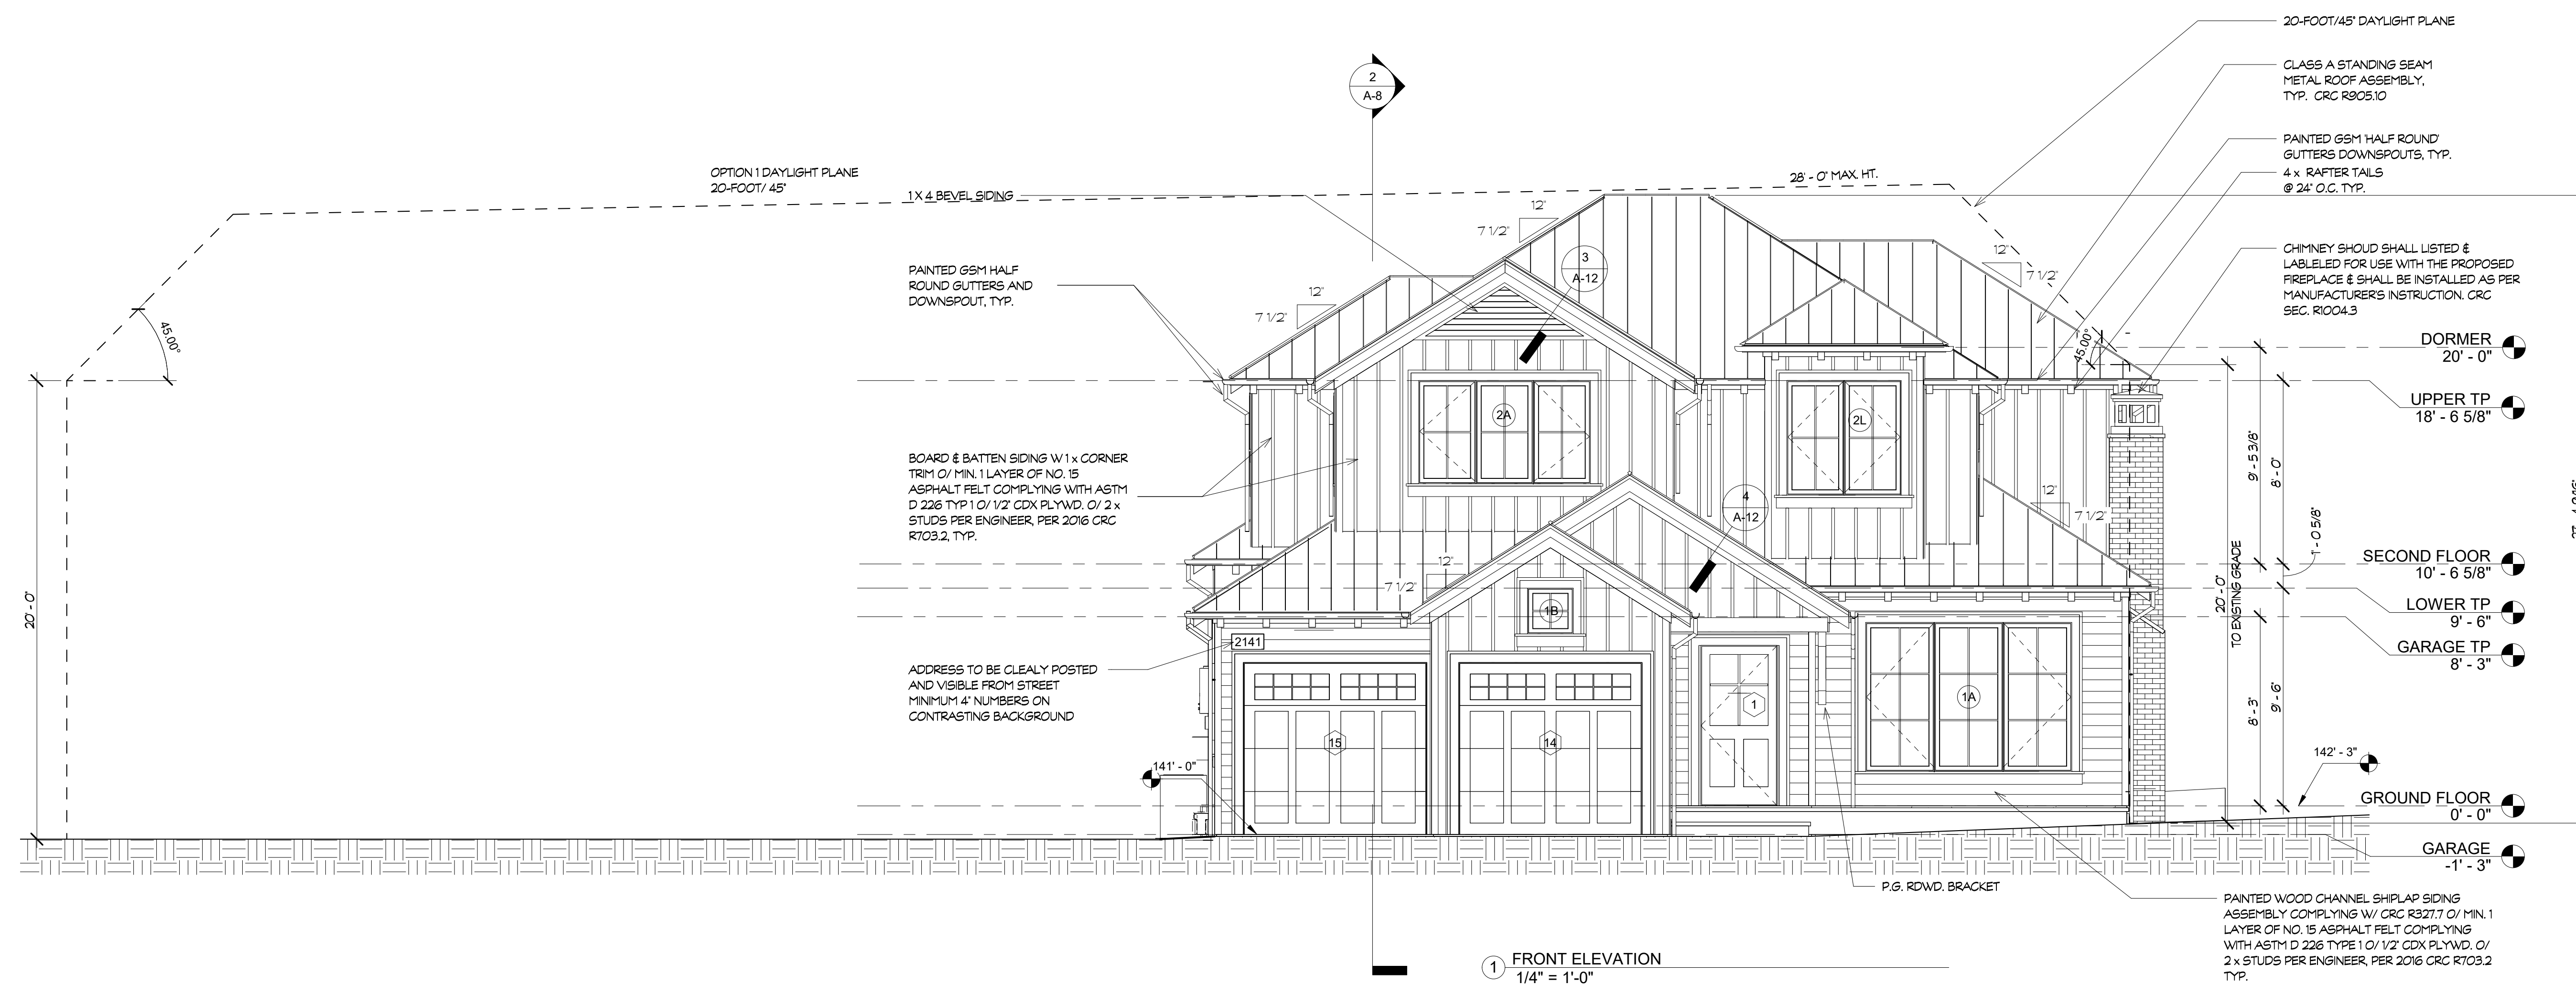 20-FOOT/45° DAYLIGHT PLANE
CLASS A STANDING SEAM
METAL ROOF ASSEMBLY,
TYP.  CRC R905.10
PAINTED GSM 'HALF ROUND'
GUTTERS DOWNSPOUTS, TYP.
4 x  RAFTER TAILS
@ 24" O.C. TYP.
CHIMNEY SHOUD SHALL LISTED &
LABLELED FOR USE WITH THE PROPOSED
FIREPLACE & SHALL BE INSTALLED AS PER
MANUFACTURER'S INSTRUCTION. CRC
SEC. R1004.3
2
A-8
OPTION 1 DAYLIGHT PLANE
20-FOOT/ 45°
1 X 4 BEVEL SIDING
28' - 0" MAX. HT.
12"
7 1/2"
3
A-12
12"
7 1/2"
12"
7 1/2"
PAINTED GSM HALF
ROUND GUTTERS AND
DOWNSPOUT, TYP.
45.00°
45.00°
DORMER
20' - 0"
UPPER TP
18' - 6 5/8"
SECOND FLOOR
10' - 6 5/8"
LOWER TP
9' - 6"
GARAGE TP
8' - 3"
GROUND FLOOR
0' - 0"
GARAGE
-1' - 3"
2A
2L
BOARD & BATTEN SIDING W 1 x CORNER
TRIM O/ MIN. 1 LAYER OF NO. 15
ASPHALT FELT COMPLYING WITH ASTM
D 226 TYP 1 O/ 1/2" CDX PLYWD. O/ 2 x
STUDS PER ENGINEER, PER 2016 CRC
R703.2, TYP.
4
A-12
12"
7 1/2"
12"
7 1/2"
9' - 5 3/8"
8' - 0"
1' - 0 5/8"
20' - 0"
TO EXISTING GRADE
8' - 3"
9' - 6"
20' - 0"
1B
2141
ADDRESS TO BE CLEALY POSTED
AND VISIBLE FROM STREET
MINIMUM 4" NUMBERS ON
CONTRASTING BACKGROUND
1
1A
15
14
141' - 0"
142' - 3"
P.G. RDWD. BRACKET
PAINTED WOOD CHANNEL SHIPLAP SIDING
ASSEMBLY COMPLYING W/ CRC R327.7 O/ MIN. 1
LAYER OF NO. 15 ASPHALT FELT COMPLYING
WITH ASTM D 226 TYPE 1 O/ 1/2" CDX PLYWD. O/
2 x STUDS PER ENGINEER, PER 2016 CRC R703.2
TYP.
1
FRONT ELEVATION
1/4" = 1'-0"